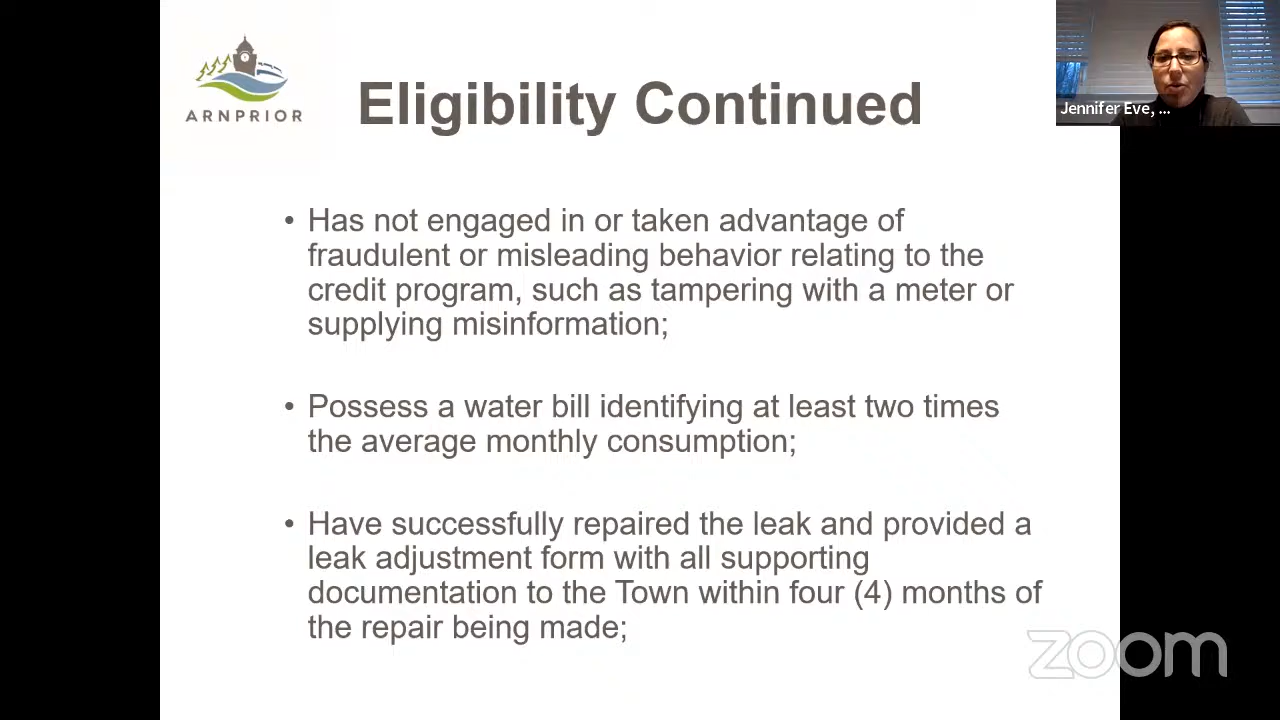 ARNPRIOR
Eligibility Continued
Jennifer Eve, ...
• Has not engaged in or taken advantage of
fraudulent or misleading behavior relating to the
credit program, such as tampering with a meter or
supplying misinformation;
• Possess a water bill identifying at least two times
the average monthly consumption;
• Have successfully repaired the leak and provided a
leak adjustment form with all supporting
documentation to the Town within four (4) months of
the repair being made;
zoom